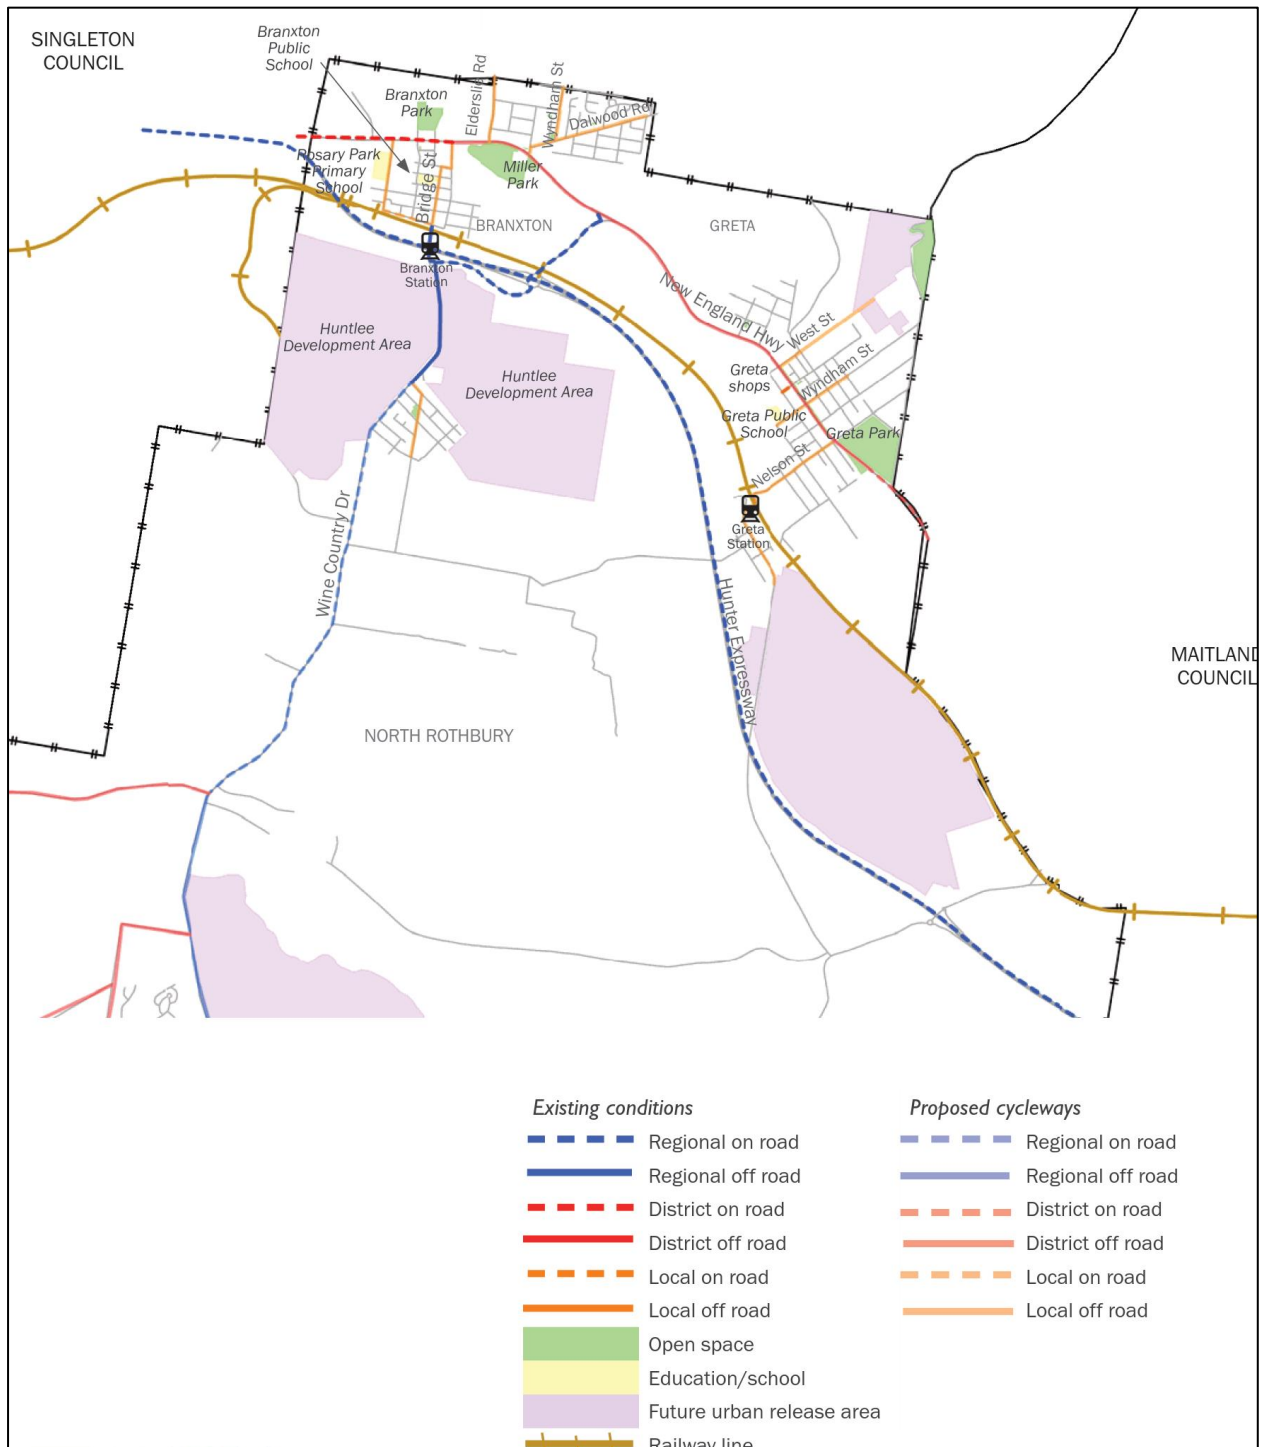 SINGLETON
COUNCIL
Branxton
Public
School
Branxton
Park
Elderslie Rd
Wyndham St
Dalwood Rd
Rosary Park
Primary
School
Bridge St
Miller
Park
BRANXTON
GRETA
Branxton
Station
New England Hwy
West St
Wyndham St
Huntlee
Development Area
Huntlee
Development Area
Greta
shops
Greta Public
School
Greta Park
Nelson St
Greta
Station
Wine Country Dr
Hunter Expressway
MAITLAND
COUNCIL
NORTH ROTHBURY
Existing conditions
Regional on road
Regional off road
District on road
District off road
Local on road
Local off road
Open space
Education/school
Future urban release area
Railway line
Proposed cycleways
Regional on road
Regional off road
District on road
District off road
Local on road
Local off road